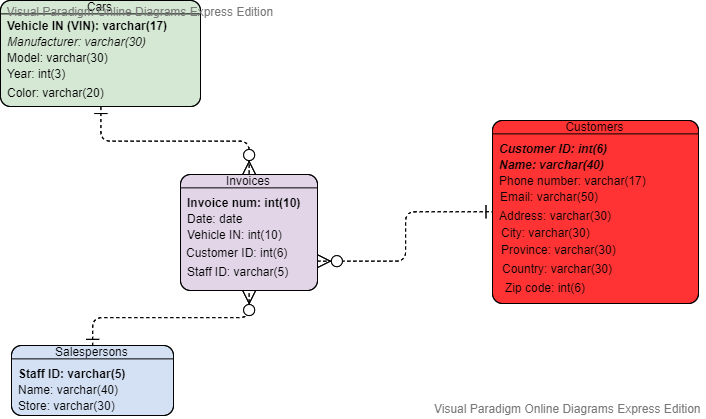 Cars
Visual Paradigm Online Diagrams Express Edition
Vehicle IN (VIN): varchar(17)
Manufacturer: varchar(30)
Model: varchar(30)
Year: int(3)
Color: varchar(20)
Customers
Customer ID: int(6)
Name: varchar(40)
Phone number: varchar(17)
Email: varchar(50)
Address: varchar(30)
City: varchar(30)
Province: varchar(30)
Country: varchar(30)
Zip code: int(6)
Invoices
Invoice num: int(10)
Date: date
Vehicle IN: int(10)
Customer ID: int(6)
Staff ID: varchar(5)
Salespersons
Staff ID: varchar(5)
Name: varchar(40)
Store: varchar(30)
Visual Paradigm Online Diagrams Express Edition